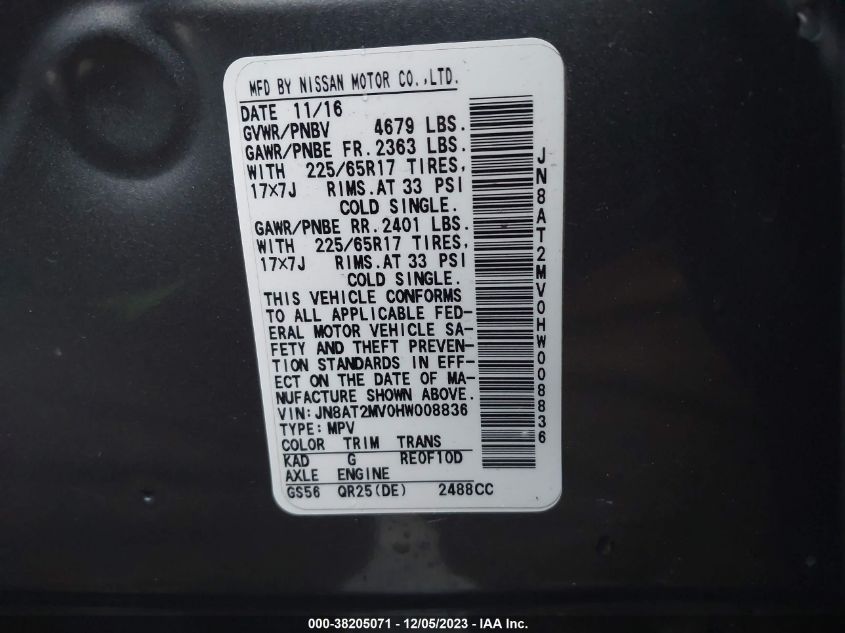 MFD BY NISSAN MOTOR CO.,LTD.
DATE 11/16
GVWR/PNBV 4679 LBS.
GAWR/PNBE FR. 2363 LBS.
WITH 225/65R17 TIRES,
17×7J RIMS.AT 33 PSI
COLD SINGLE.
GAWR/PNBE RR. 2401 LBS.
WITH 225/65R17 TIRES,
17×7J RIMS.AT 33 PSI
COLD SINGLE.
THIS VEHICLE CONFORMS
TO ALL APPLICABLE FED-
ERAL MOTOR VEHICLE SA-
FETY AND THEFT PREVEN-
TION STANDARDS IN EFF-
ECT ON THE DATE OF MA-
NUFACTURE SHOWN ABOVE.
VIN:JN8AT2MV0HW008836
TYPE:MPV
COLOR TRIM TRANS
KAD G RE0F10D
AXLE ENGINE
GS56 QR25(DE) 2488CC
JN8AT2MV0HW008836
000-38205071 - 12/05/2023 - IAA Inc.